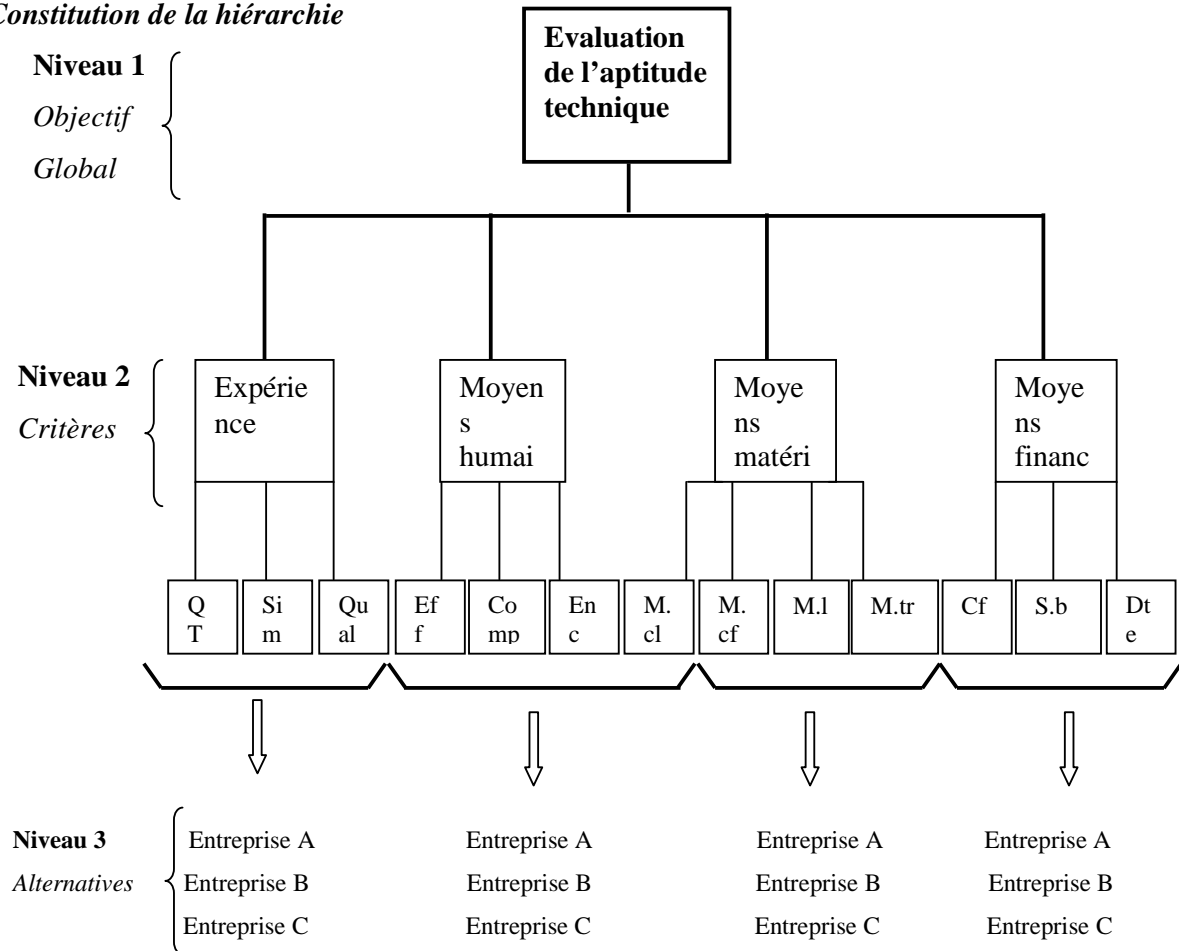 Constitution de la hiérarchie
Niveau 1
Objectif
Global
Evaluation
de l'aptitude
technique
Niveau 2
Critères
Expérie
nce
Moyen
s
humai
Moye
ns
matéri
Moye
ns
financ
Q
T
Si
m
Qu
al
Ef
f
Co
mp
En
c
M.
cl
M.
cf
M.l
M.tr
Cf
S.b
Dt
e
Niveau 3
Alternatives
Entreprise A
Entreprise B
Entreprise C
Entreprise A
Entreprise B
Entreprise C
Entreprise A
Entreprise B
Entreprise C
Entreprise A
Entreprise B
Entreprise C